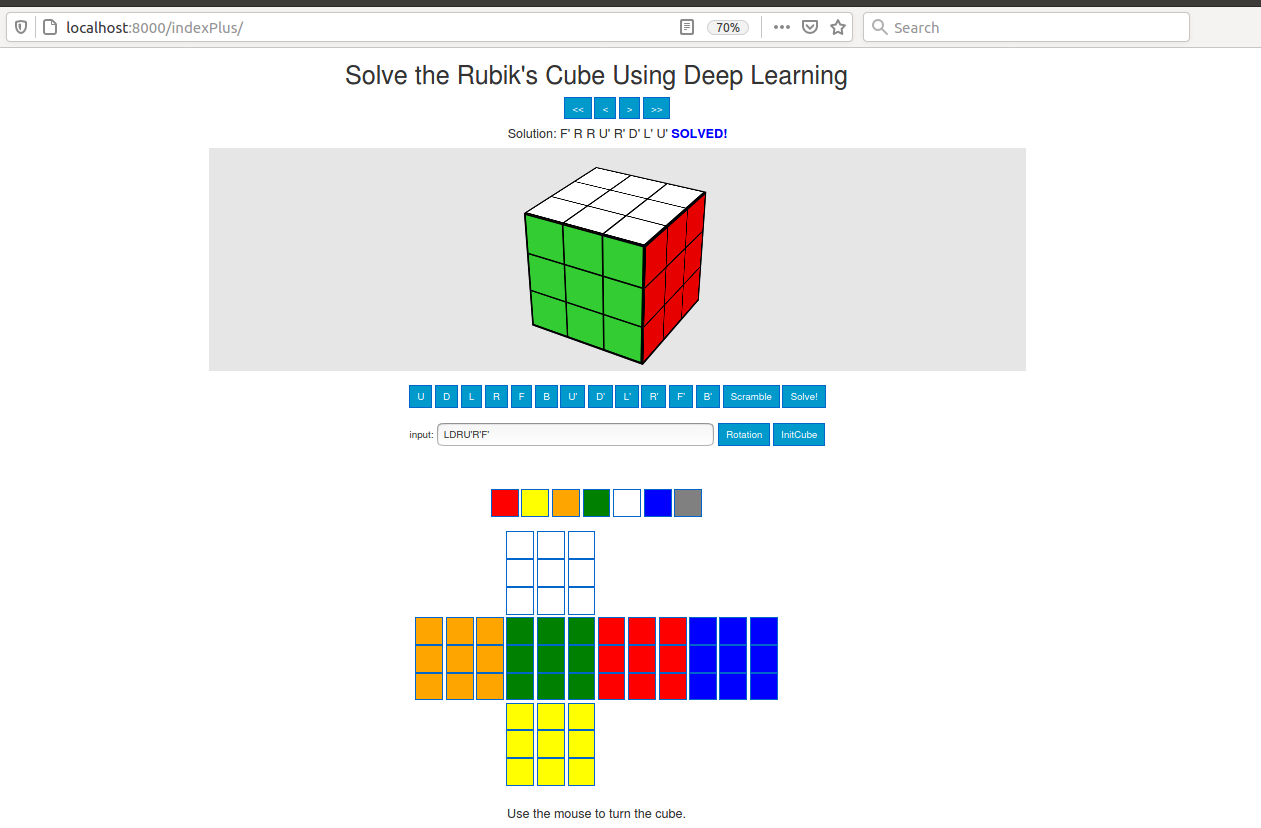 localhost:8000/indexPlus/ 70% Search
Solve the Rubik's Cube Using Deep Learning
<< < > >>
Solution: F' R R U' R' D' L' U' SOLVED!
U D L R F B U' D' L' R' F' B' Scramble Solve!
input: LDRU'R'F' Rotation InitCube
Use the mouse to turn the cube.